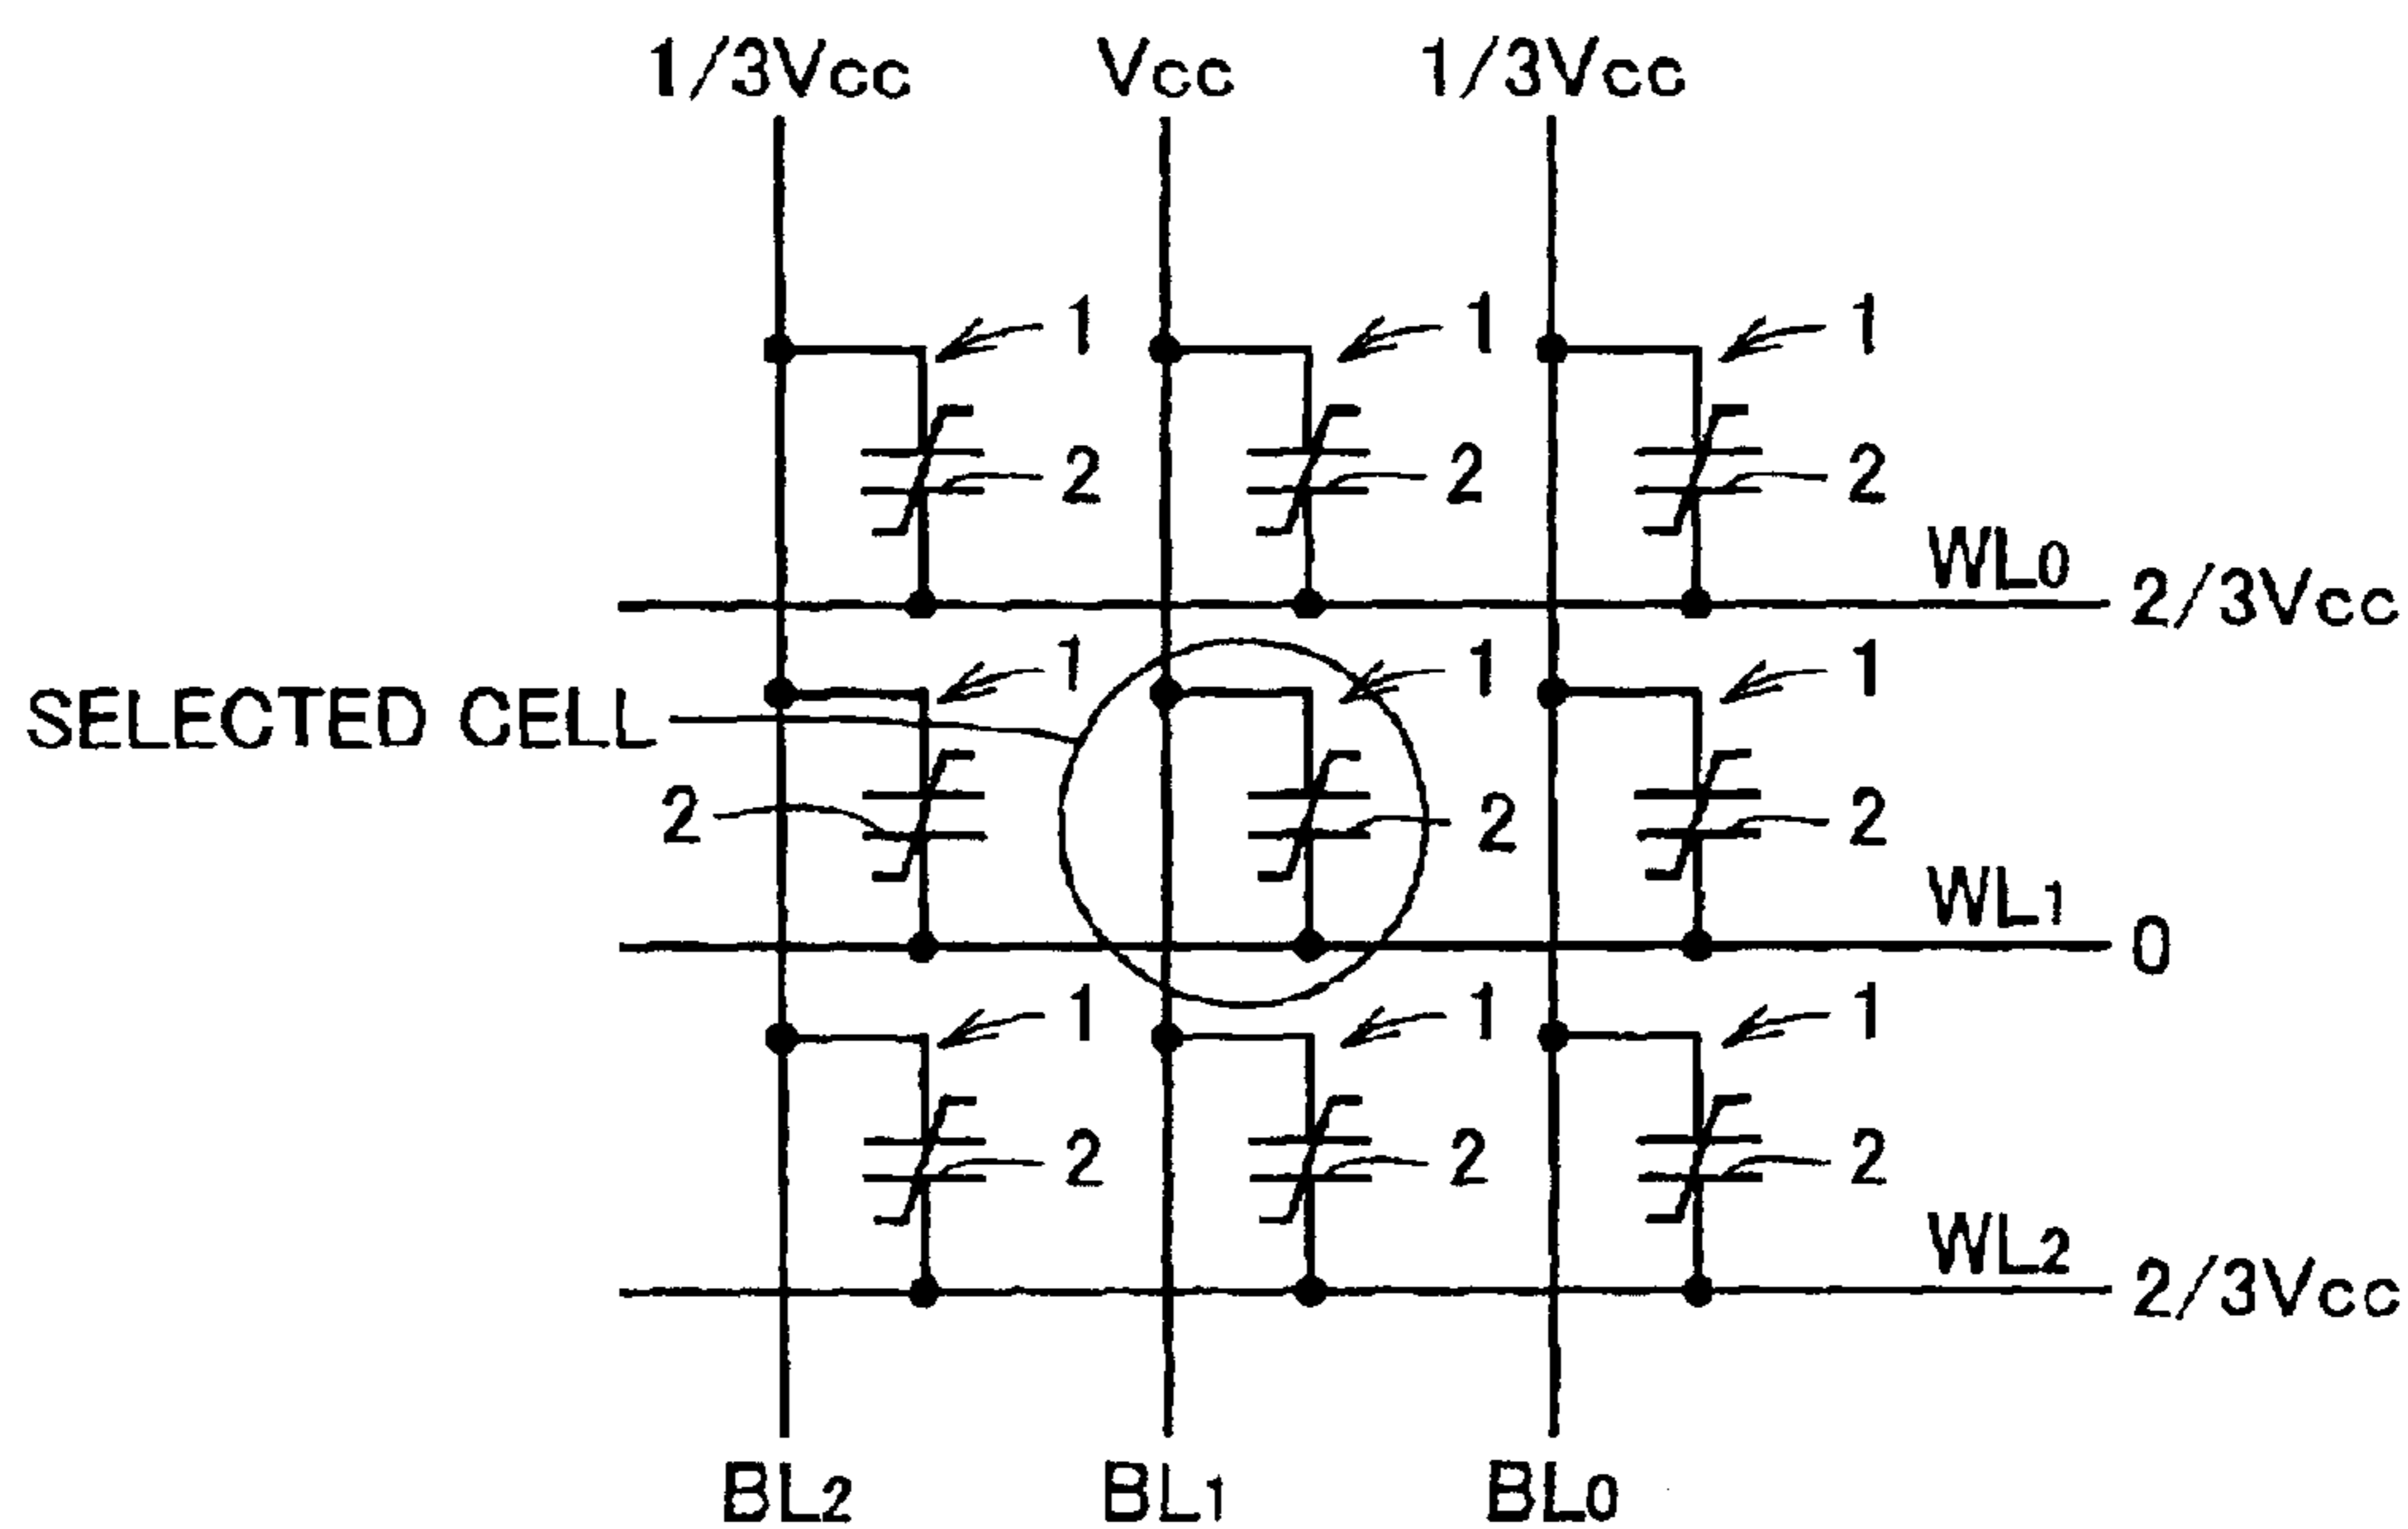 1/3Vcc Vcc 1/3Vcc
1 1 1
2 2 2
WL0 2/3Vcc
1 1 1
SELECTED CELL
2 2 2
WL1 0
1 1 1
2 2 2
WL2 2/3Vcc
BL2 BL1 BL0